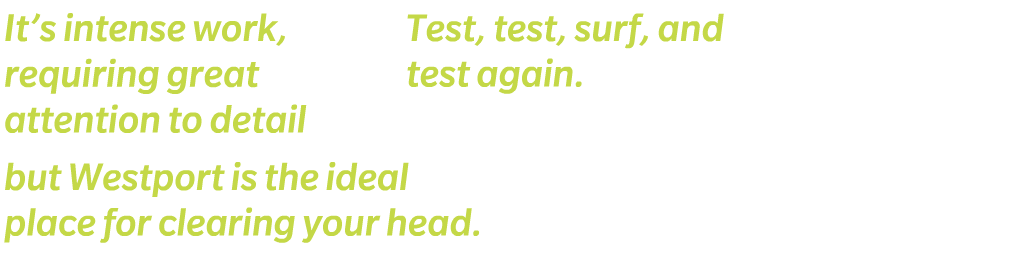 It’s intense work,
requiring great
attention to detail
but Westport is the ideal
place for clearing your head.
Test, test, surf, and
test again.